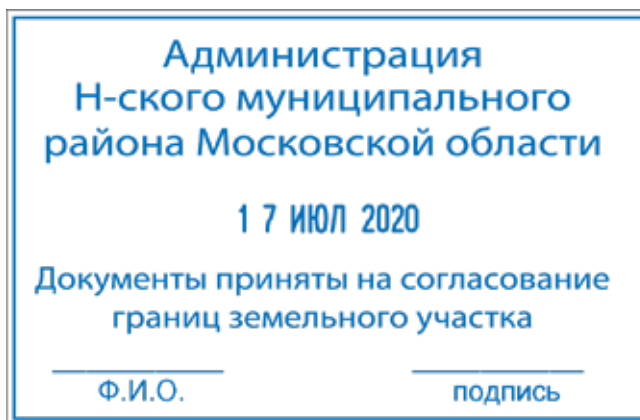 Администрация
Н-ского муниципального
района Московской области
1 7 ИЮЛ 2020
Документы приняты на согласование
границ земельного участка
Ф.И.О. подпись